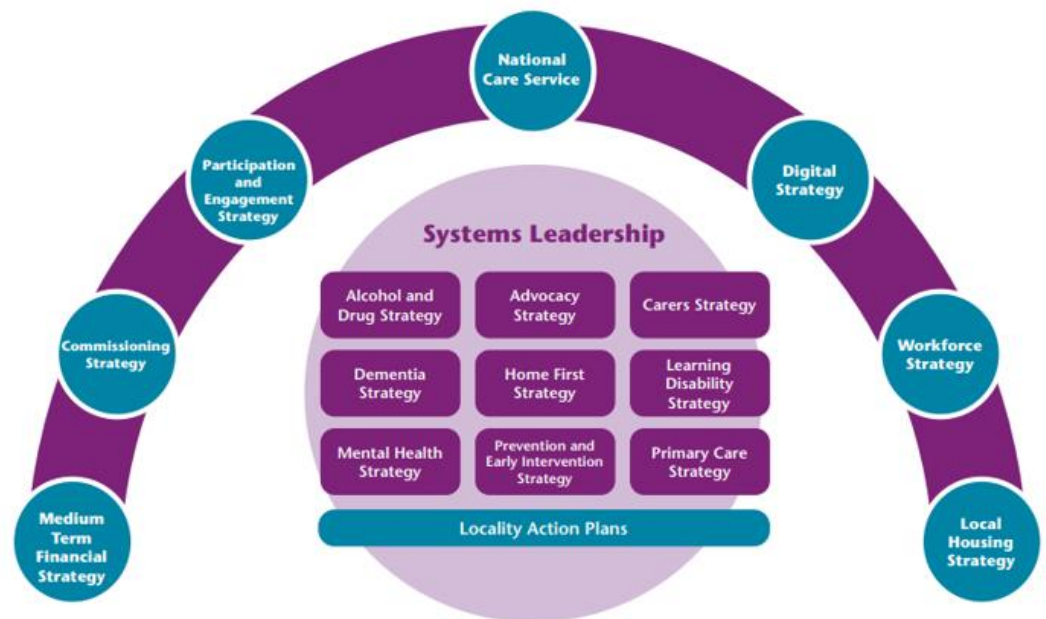 National
Care Service
Participation
and
Engagement
Strategy
Digital
Strategy
Commissioning
Strategy
Workforce
Strategy
Medium
Term
Financial
Strategy
Local
Housing
Strategy
Systems Leadership
Alcohol and
Drug Strategy
Advocacy
Strategy
Carers Strategy
Dementia
Strategy
Home First
Strategy
Learning
Disability
Strategy
Mental Health
Strategy
Prevention and
Early Intervention
Strategy
Primary Care
Strategy
Locality Action Plans